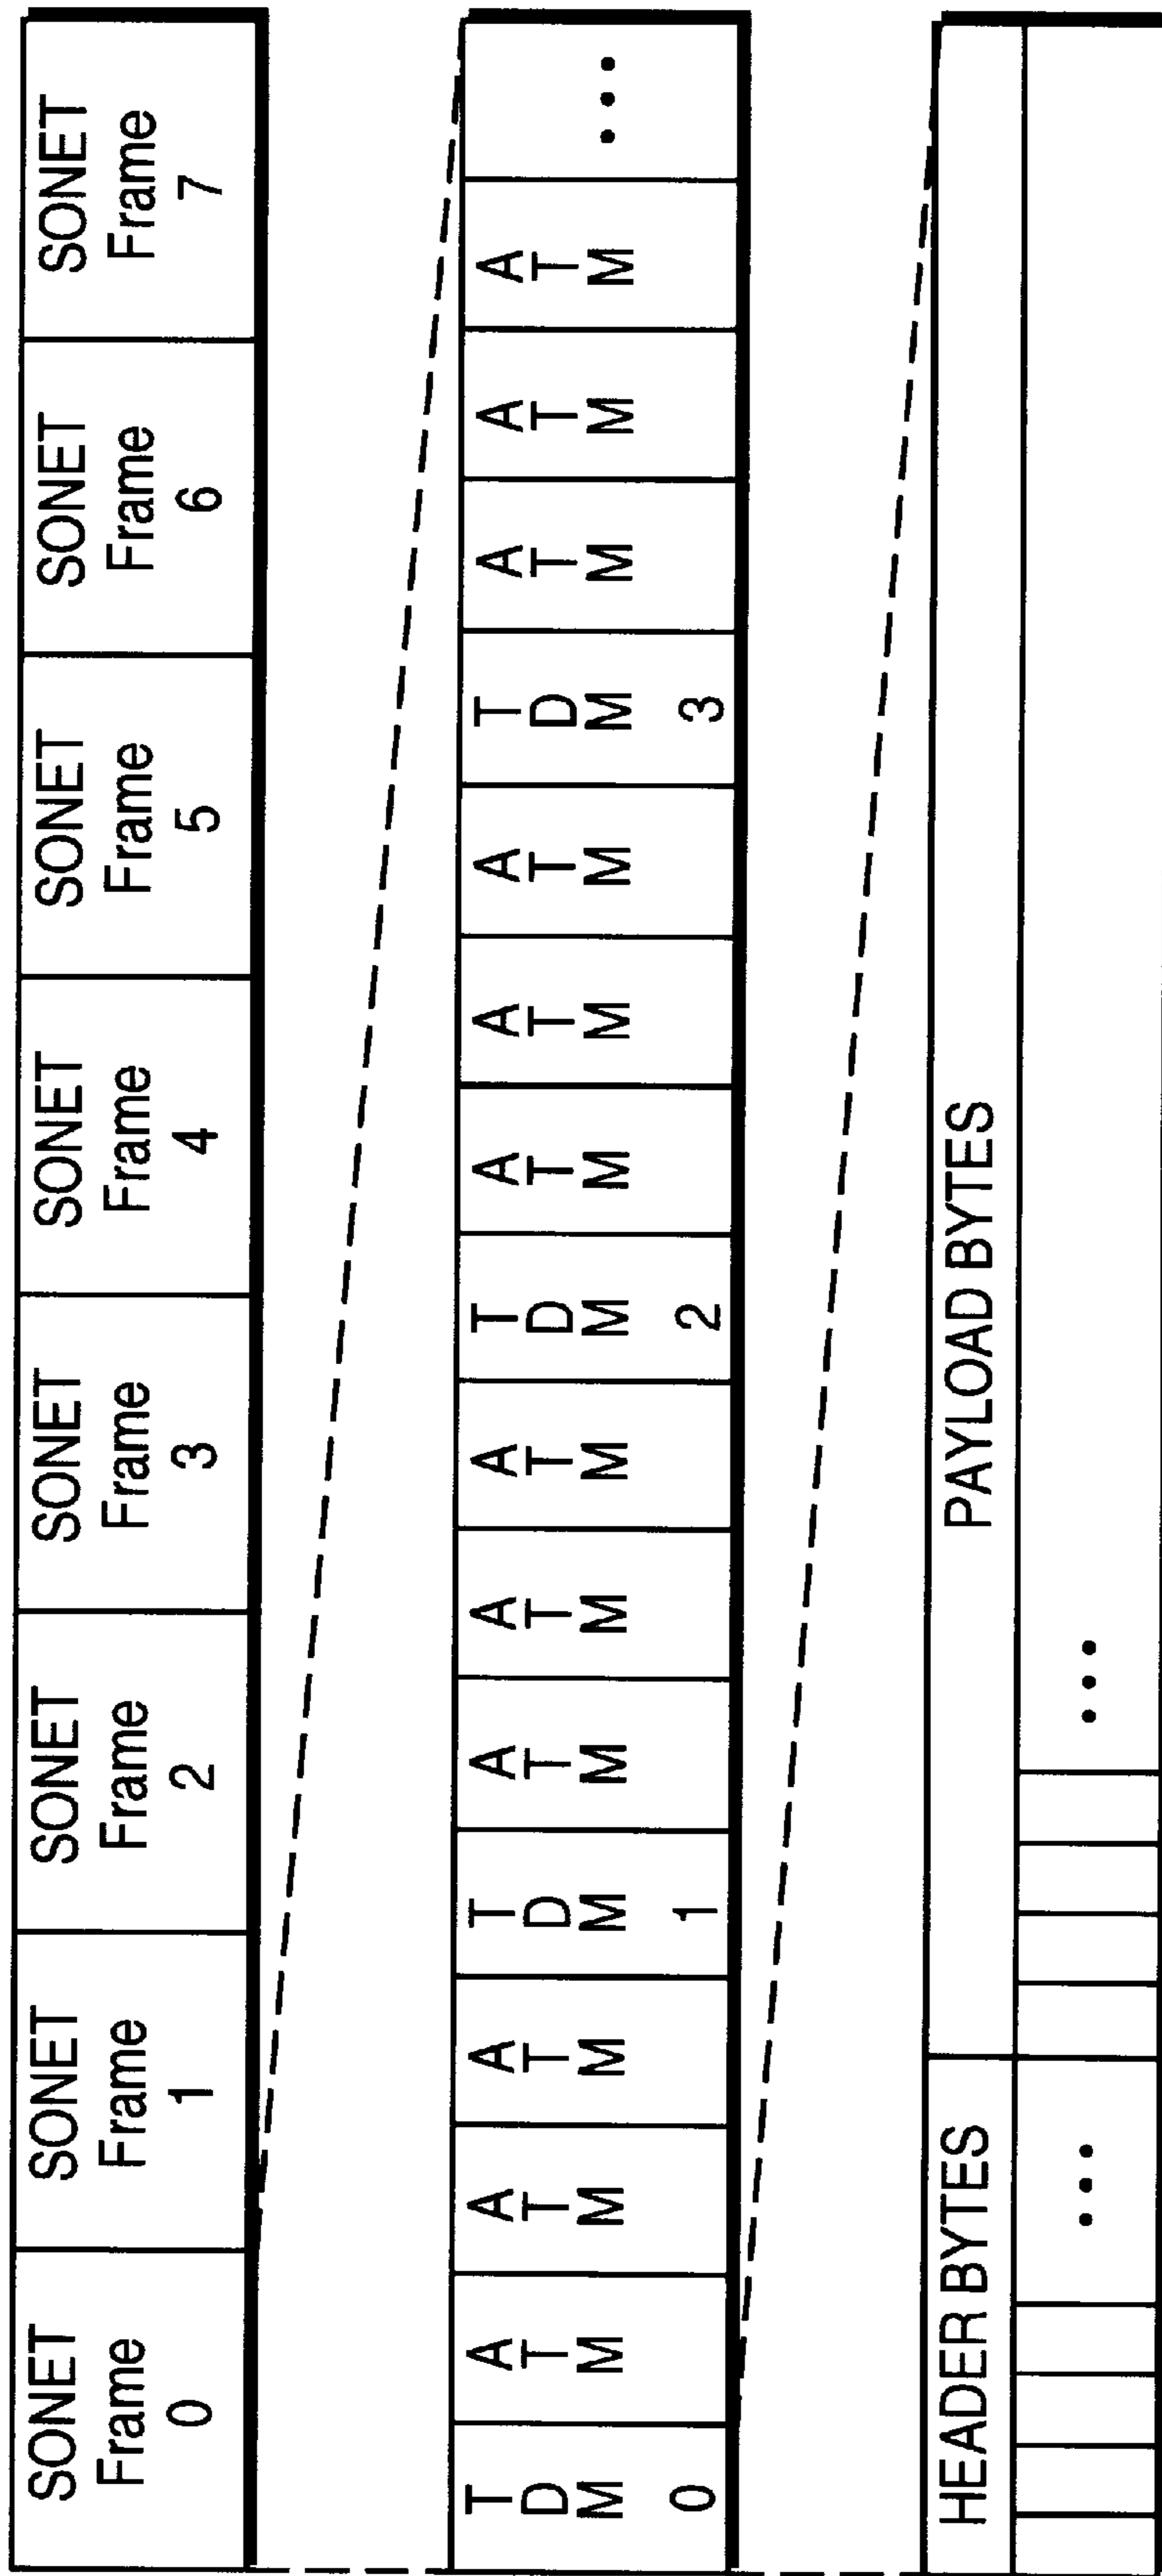 SONET
Frame
0
SONET
Frame
1
SONET
Frame
2
SONET
Frame
3
SONET
Frame
4
SONET
Frame
5
SONET
Frame
6
SONET
Frame
7
TDM 0
ATM
ATM
ATM
TDM 1
ATM
ATM
ATM
TDM 2
ATM
ATM
ATM
TDM 3
ATM
ATM
ATM
...
HEADER BYTES
PAYLOAD BYTES
...
...